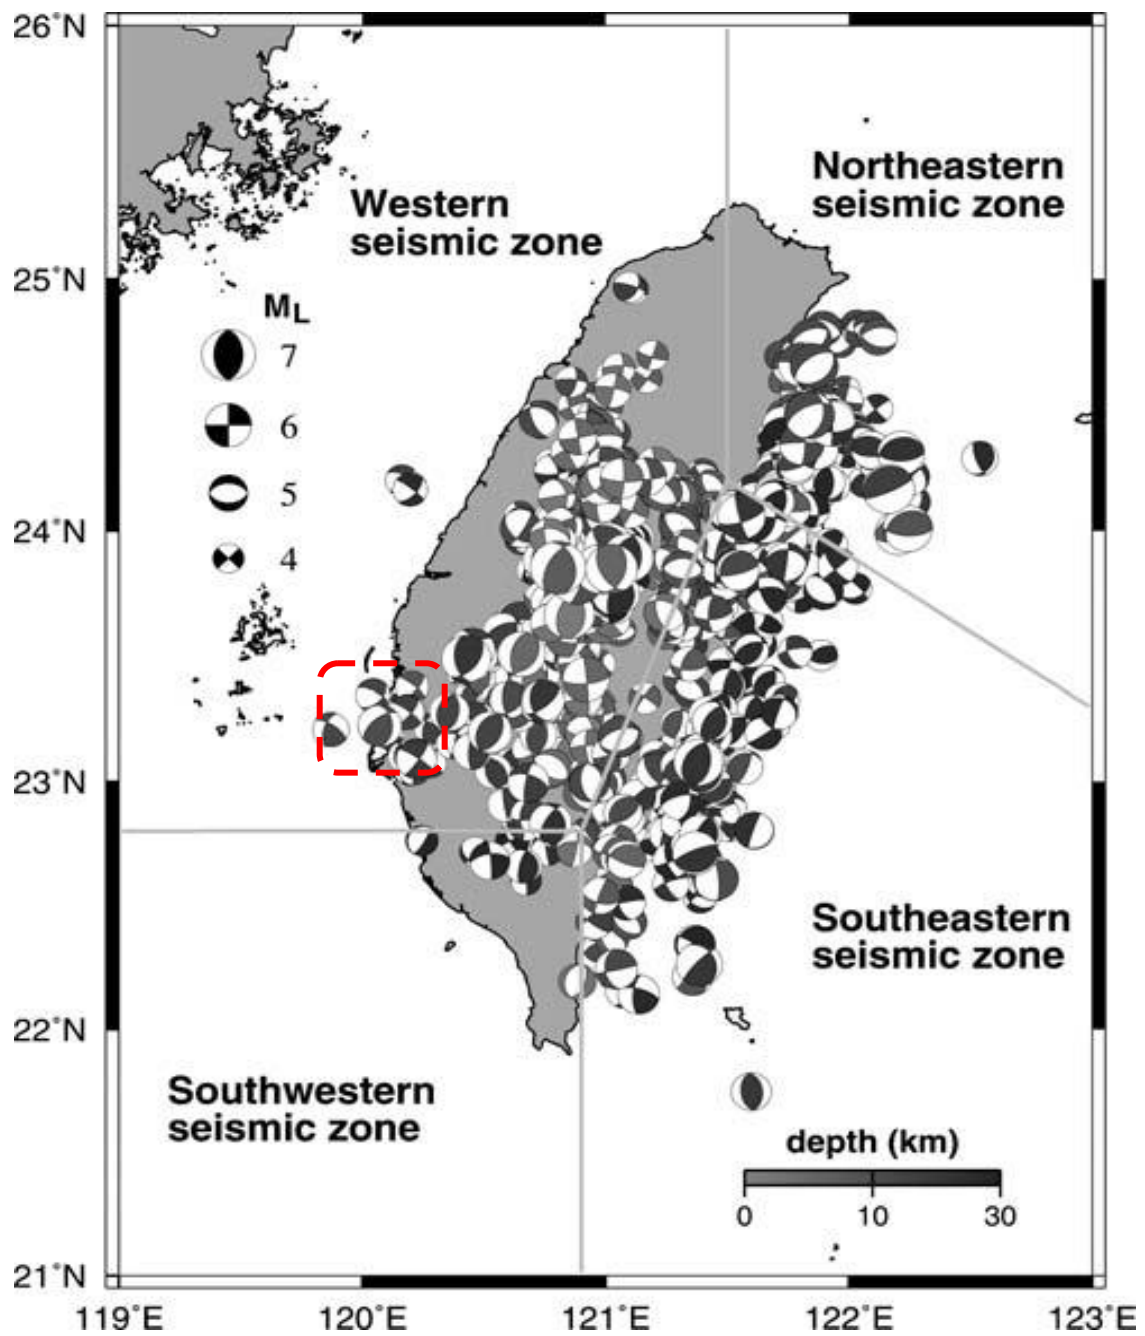 26°N
25°N
24°N
23°N
22°N
21°N
119°E
120°E
121°E
122°E
123°E
Western
seismic zone
Northeastern
seismic zone
ML
7
6
5
4
Southeastern
seismic zone
Southwestern
seismic zone
depth (km)
0
10
30